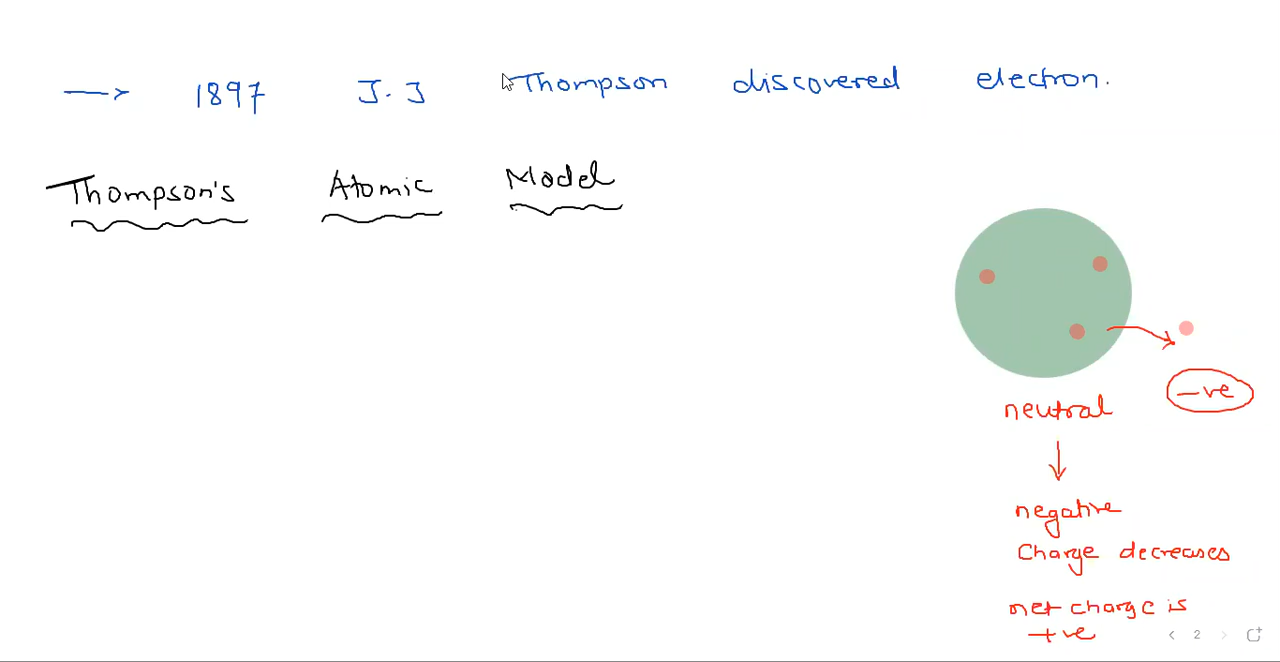 → 1897 J.J Thompson discovered electron.
Thompson's Atomic Model
-ve
neutral
↓
negative
Charge decreases
net charge is
+ve
< 2 >